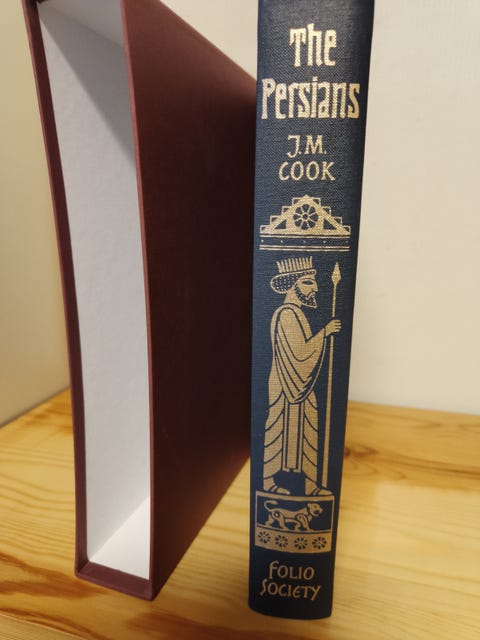 The
Persians
J.M.
COOK
FOLIO
SOCIETY